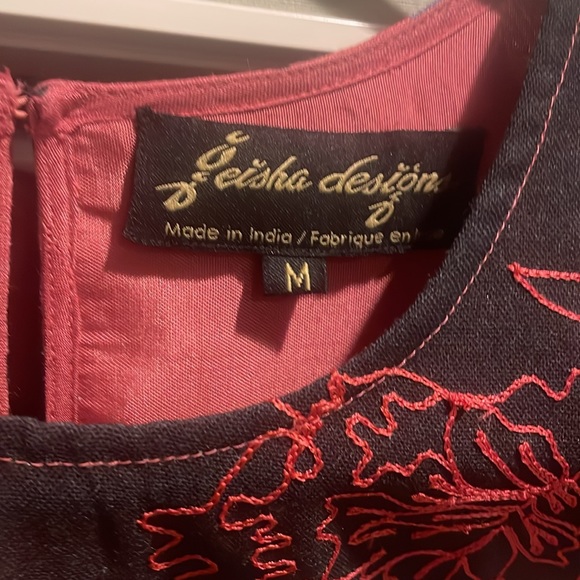 geisha designs
Made in India / Fabrique en
M